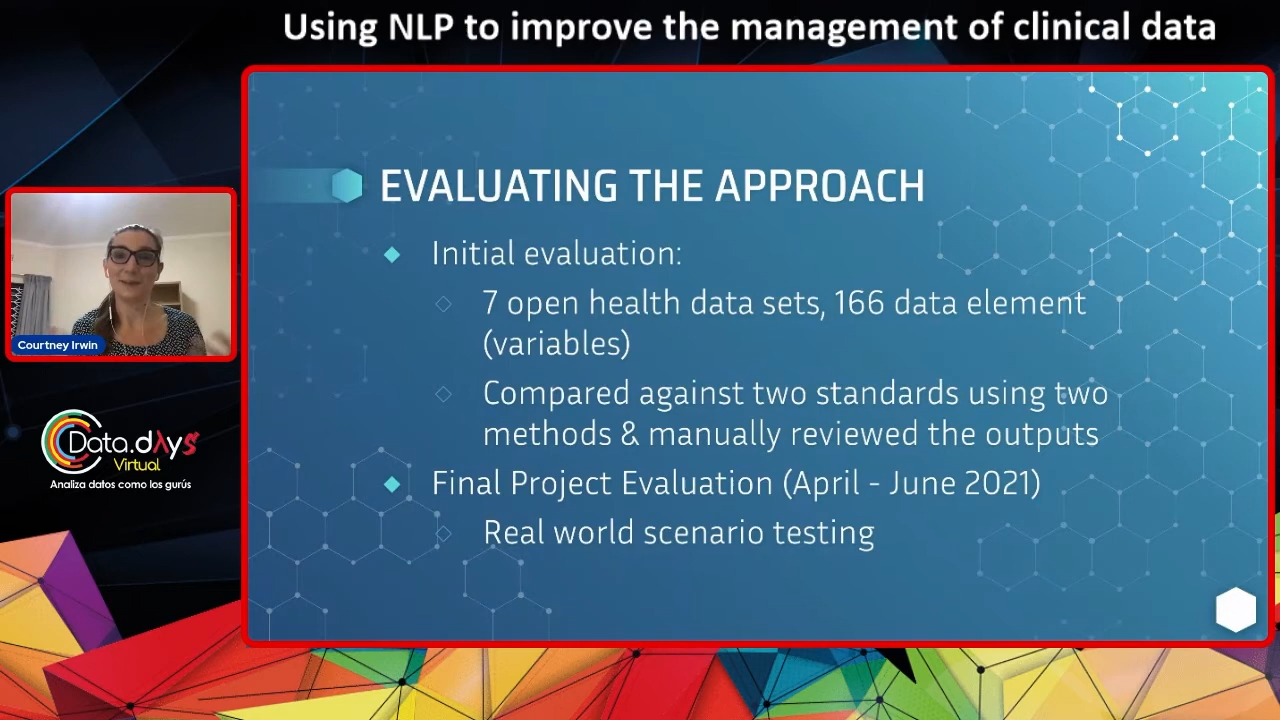 Using NLP to improve the management of clinical data
EVALUATING THE APPROACH
Initial evaluation:
7 open health data sets, 166 data element
(variables)
Compared against two standards using two
methods & manually reviewed the outputs
Final Project Evaluation (April - June 2021)
Real world scenario testing
Courtney Irwin
Data.dλys
Virtual
Analiza datos como los gurús